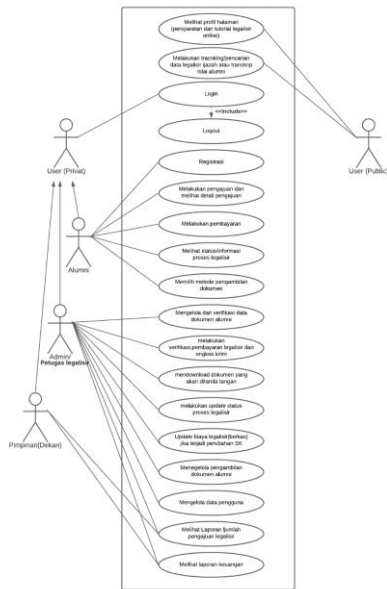 Melihat profil halaman
(persyaratan dan tutorial legalisir
online)
Melakukan tracnking/pencarian
data legalisir ijazah atau transkrip
nilai alumni
Login
<<Include>>
Logout
User (Privat)
User (Public)
Registrasi
Melakukan pengajuan dan
melihat detail pengajuan
Melakukan pembayaran
Alumni
Melihat status/informasi
proses legalisir
Memilih metode pengambilan
dokumen
Mengelola dan verifikasi data
dokumen alumni
Admin/
Petugas legalisir
melakukan
verifikasi pembayaran legalisir dan
ongkos kirim
mendownload dokumen yang
akan ditanda tangan
melakukan update status
proses legalisir
Pimpinan(Dekan)
Update biaya legalisir(berkas)
jika terjadi perubahan SK
Menegelola pengambilan
dokumen alumni
Mengelola data pengguna
Melihat Laporan Ijumlah
pengajuan legalisir
Melihat laporan keuangan